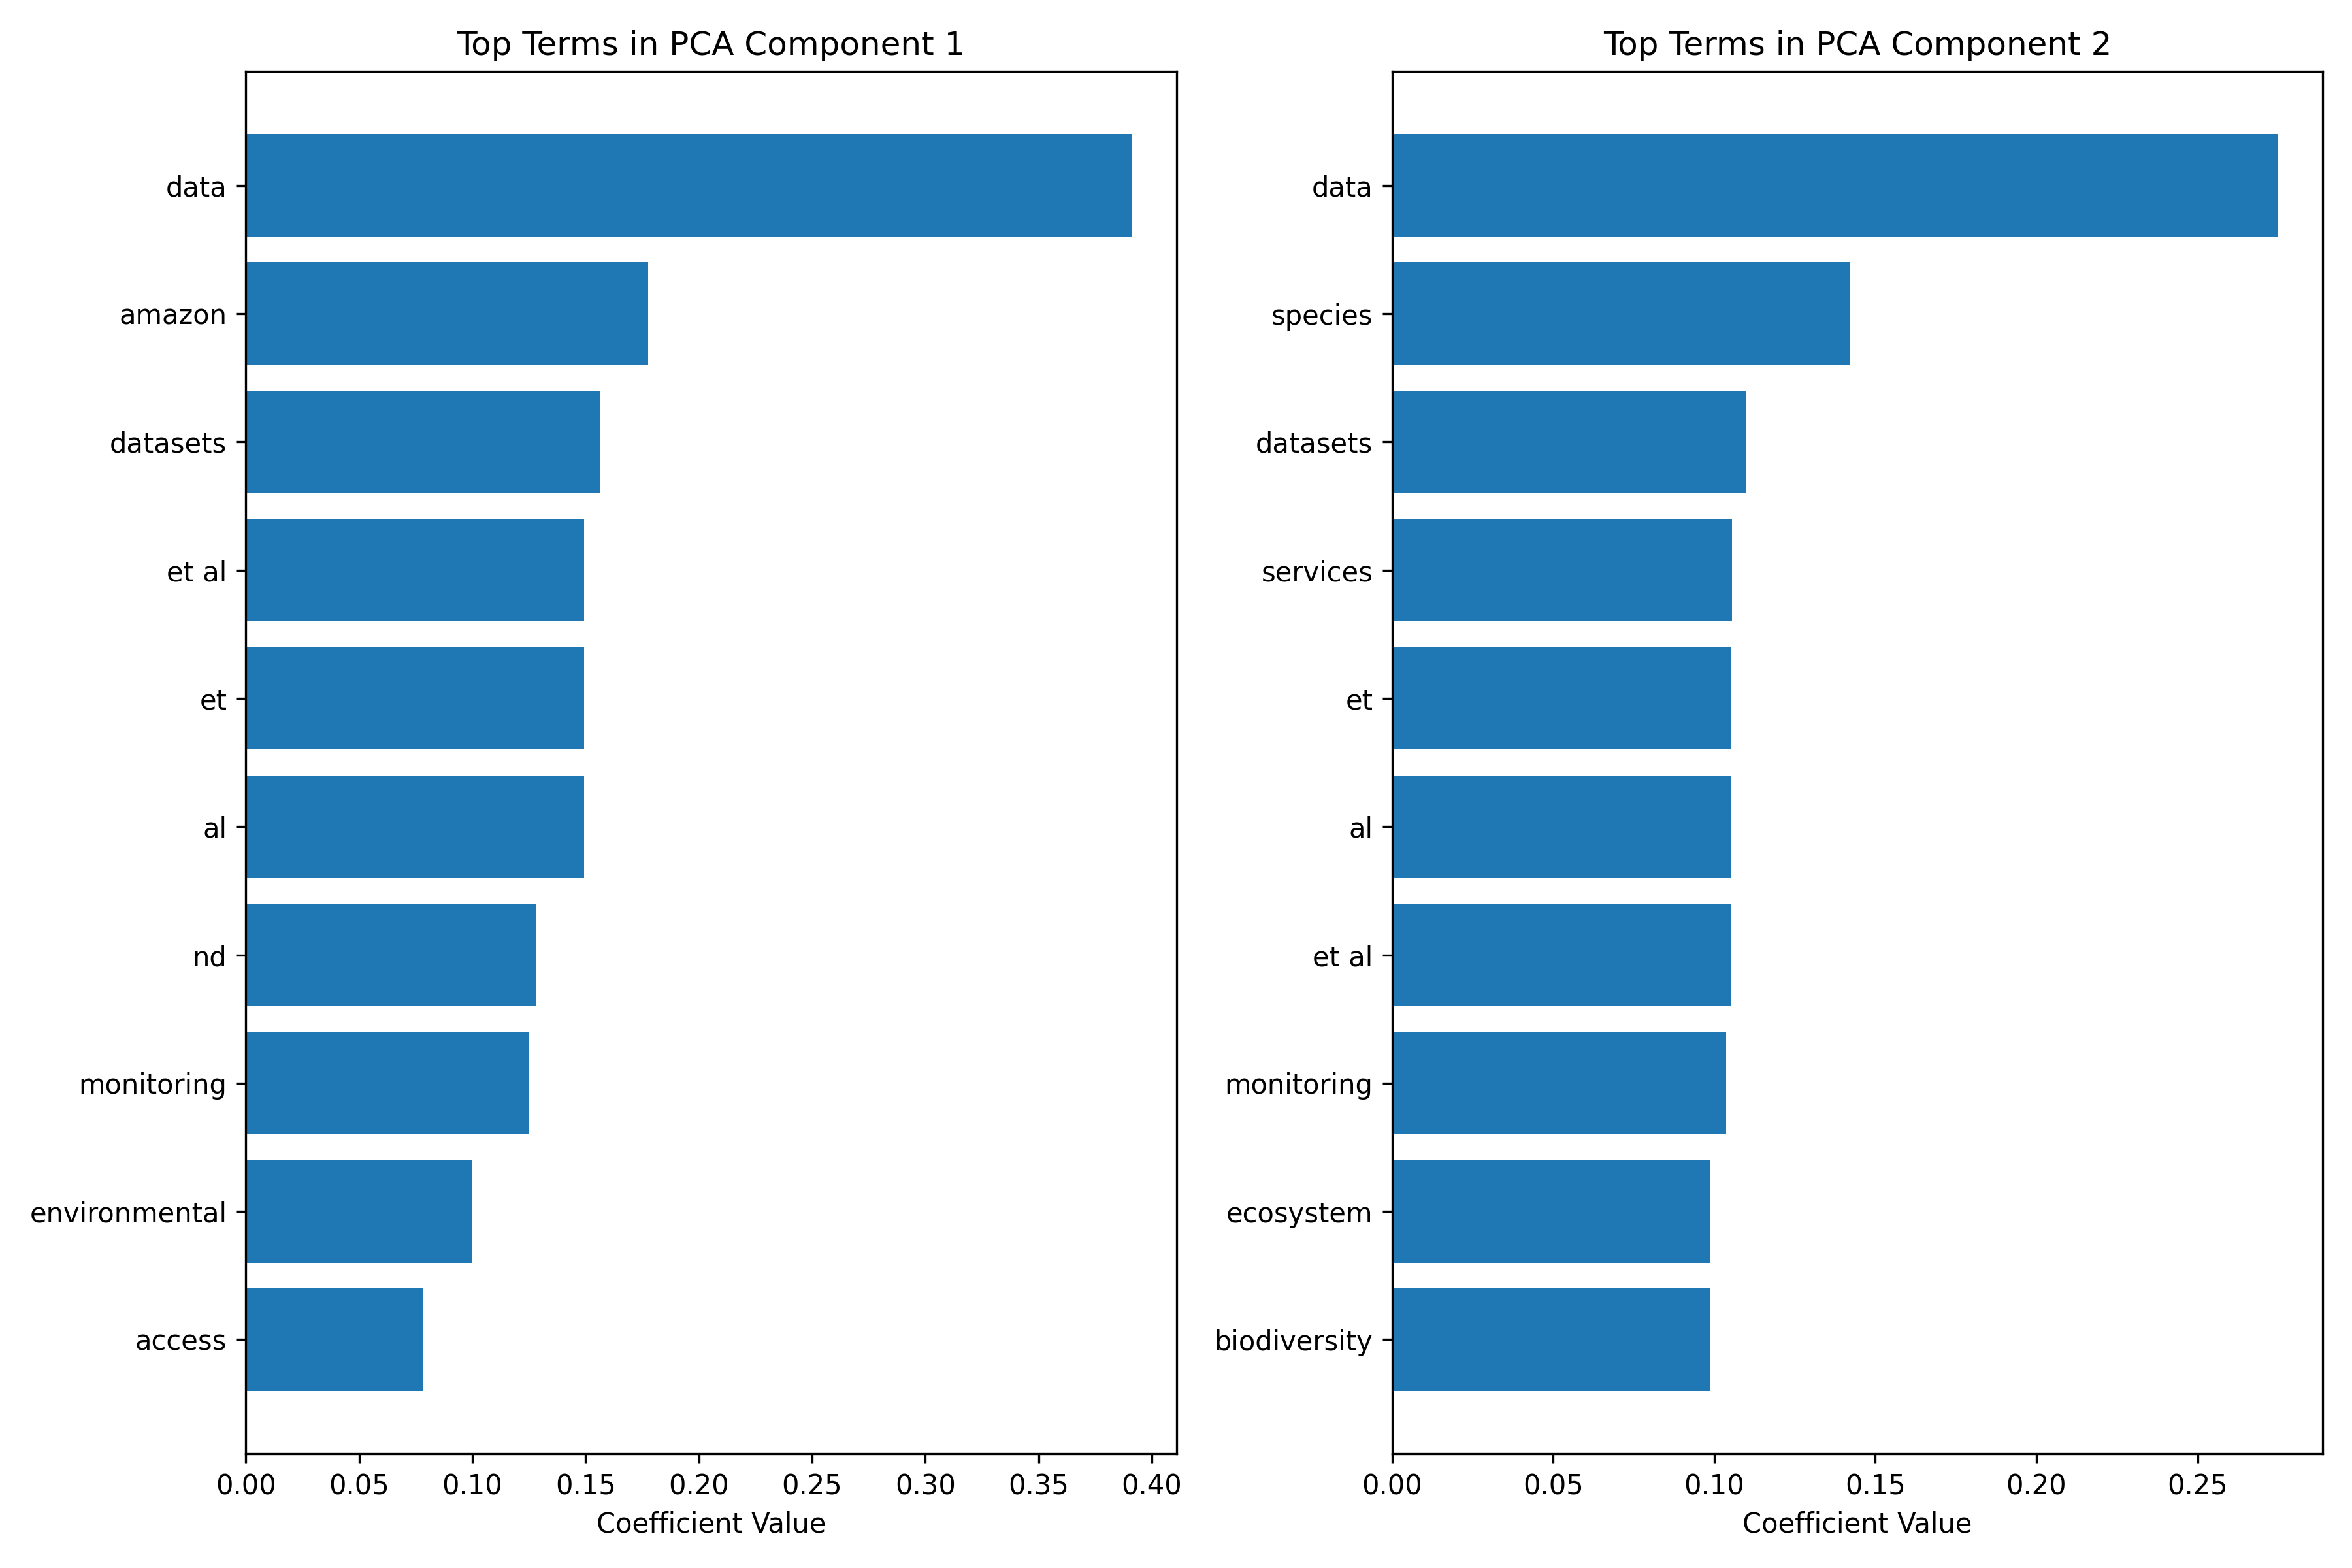 Top Terms in PCA Component 1
data
amazon
datasets
et al
et
al
nd
monitoring
environmental
access
0.00 0.05 0.10 0.15 0.20 0.25 0.30 0.35 0.40
Coefficient Value
Top Terms in PCA Component 2
data
species
datasets
services
et
al
et al
monitoring
ecosystem
biodiversity
0.00 0.05 0.10 0.15 0.20 0.25
Coefficient Value